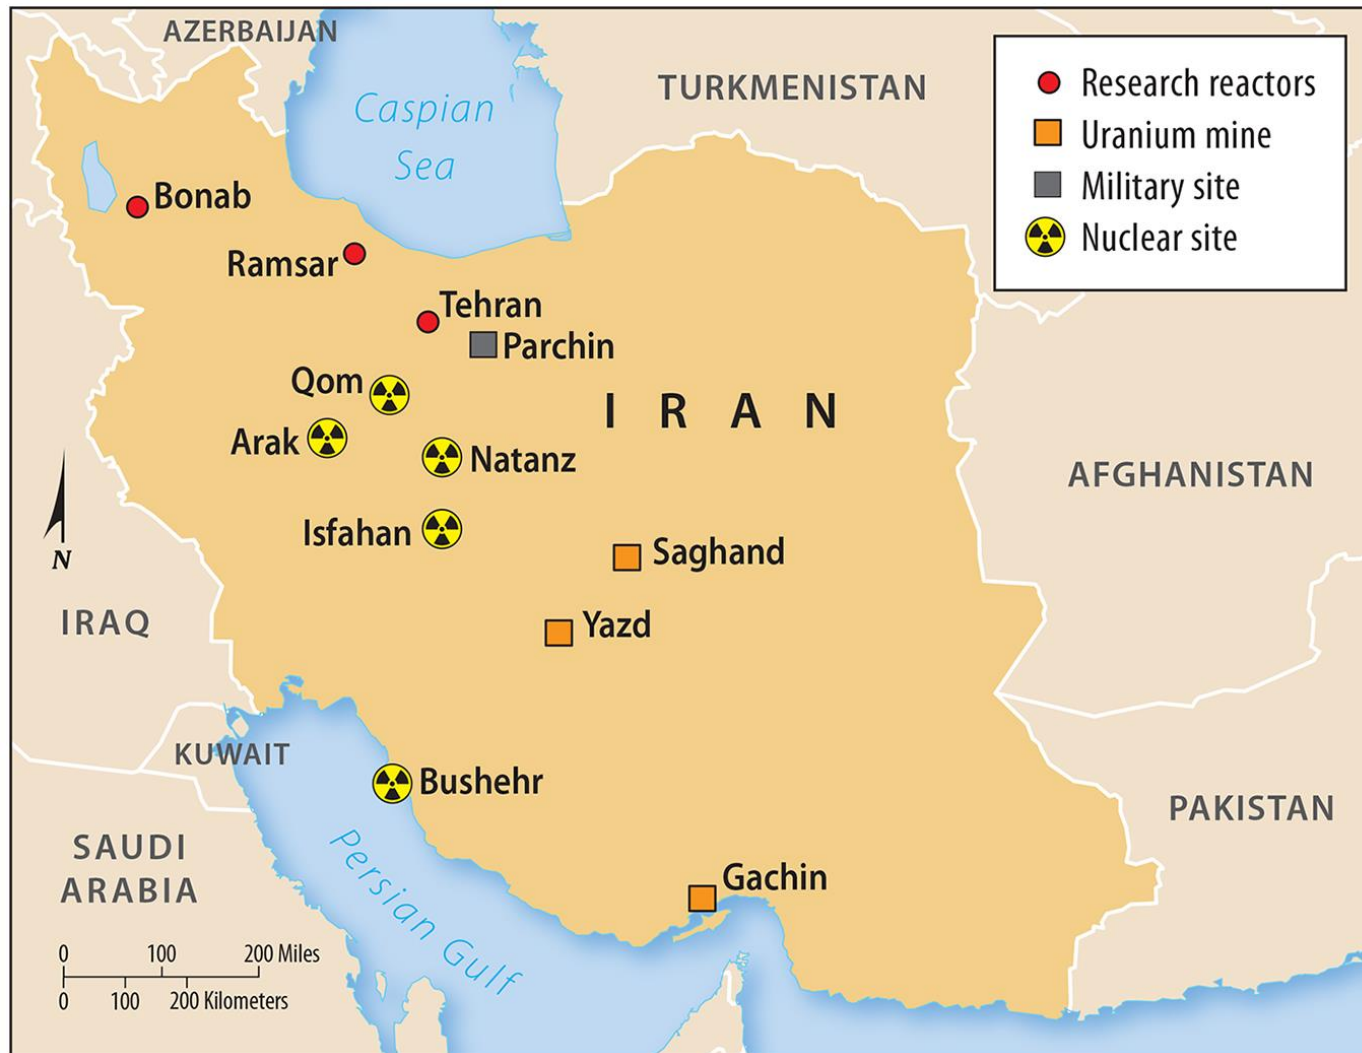 AZERBAIJAN
Caspian
Sea
TURKMENISTAN
Research reactors
Uranium mine
Military site
Nuclear site
Bonab
Ramsar
Tehran
Parchin
Qom
IRAN
Arak
Natanz
AFGHANISTAN
Isfahan
Saghand
N
IRAQ
Yazd
KUWAIT
Bushehr
PAKISTAN
SAUDI
ARABIA
Persian Gulf
Gachin
0 100 200 Miles
0 100 200 Kilometers